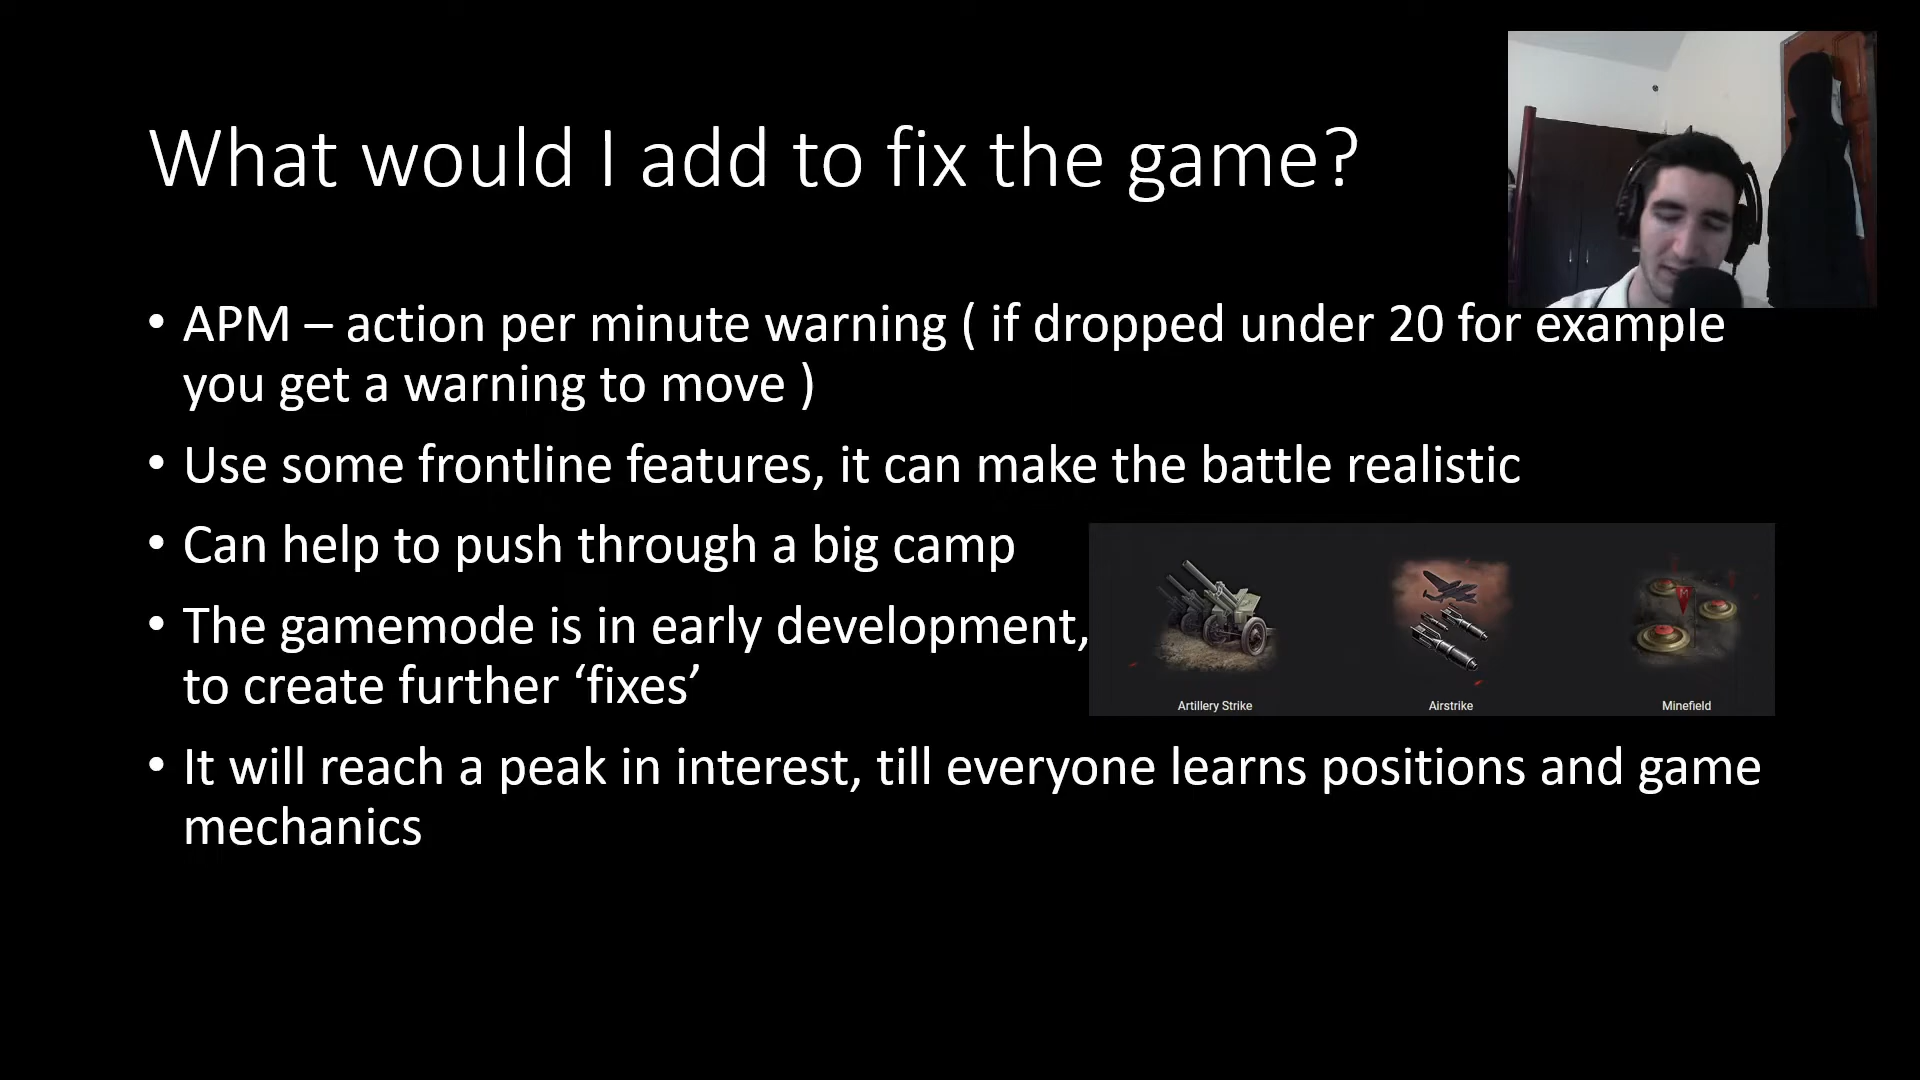 What would I add to fix the game?
• APM – action per minute warning ( if dropped under 20 for example
you get a warning to move )
• Use some frontline features, it can make the battle realistic
• Can help to push through a big camp
• The gamemode is in early development,
to create further ‘fixes’
Artillery Strike
Airstrike
Minefield
• It will reach a peak in interest, till everyone learns positions and game
mechanics